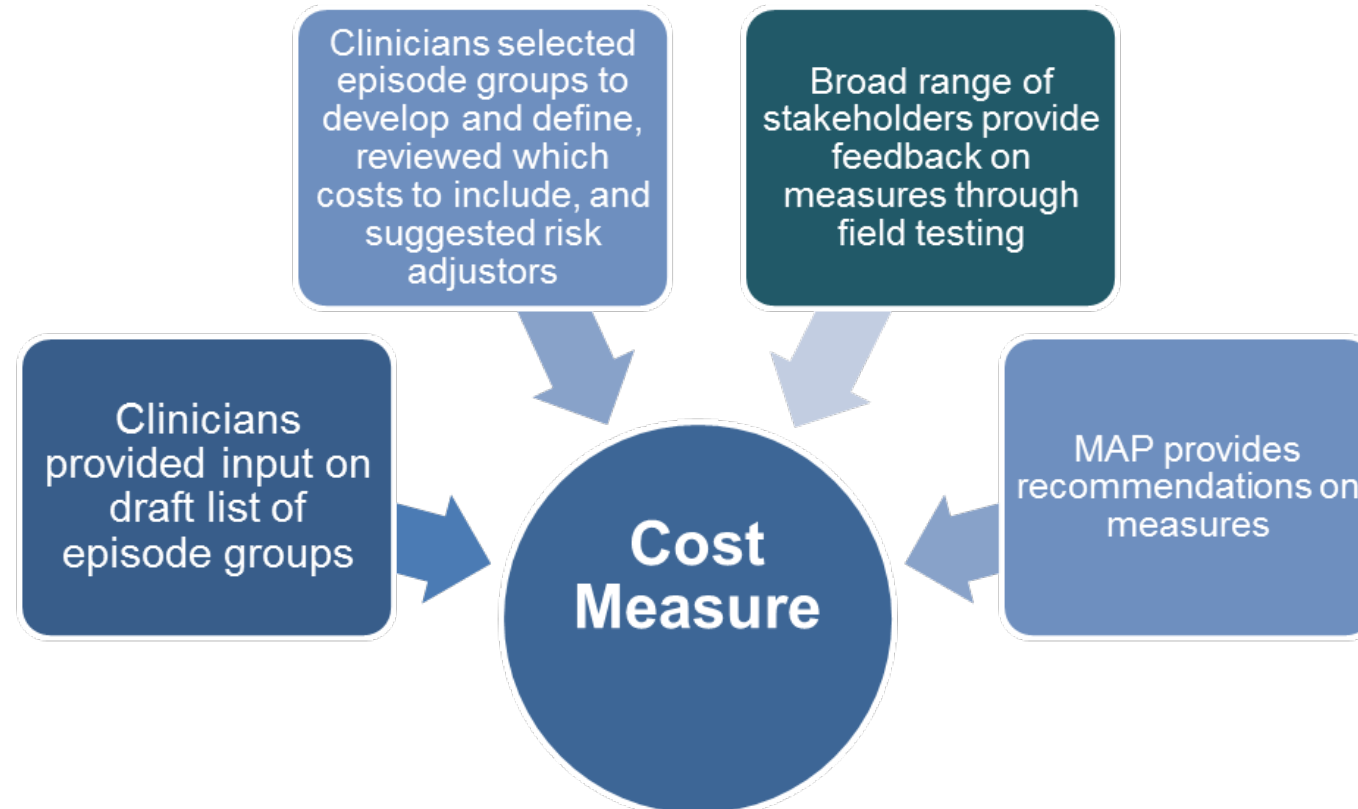 Clinicians selected
episode groups to
develop and define,
reviewed which
costs to include, and
suggested risk
adjustors
Broad range of
stakeholders provide
feedback on
measures through
field testing
Clinicians
provided input on
draft list of
episode groups
MAP provides
recommendations on
measures
Cost
Measure